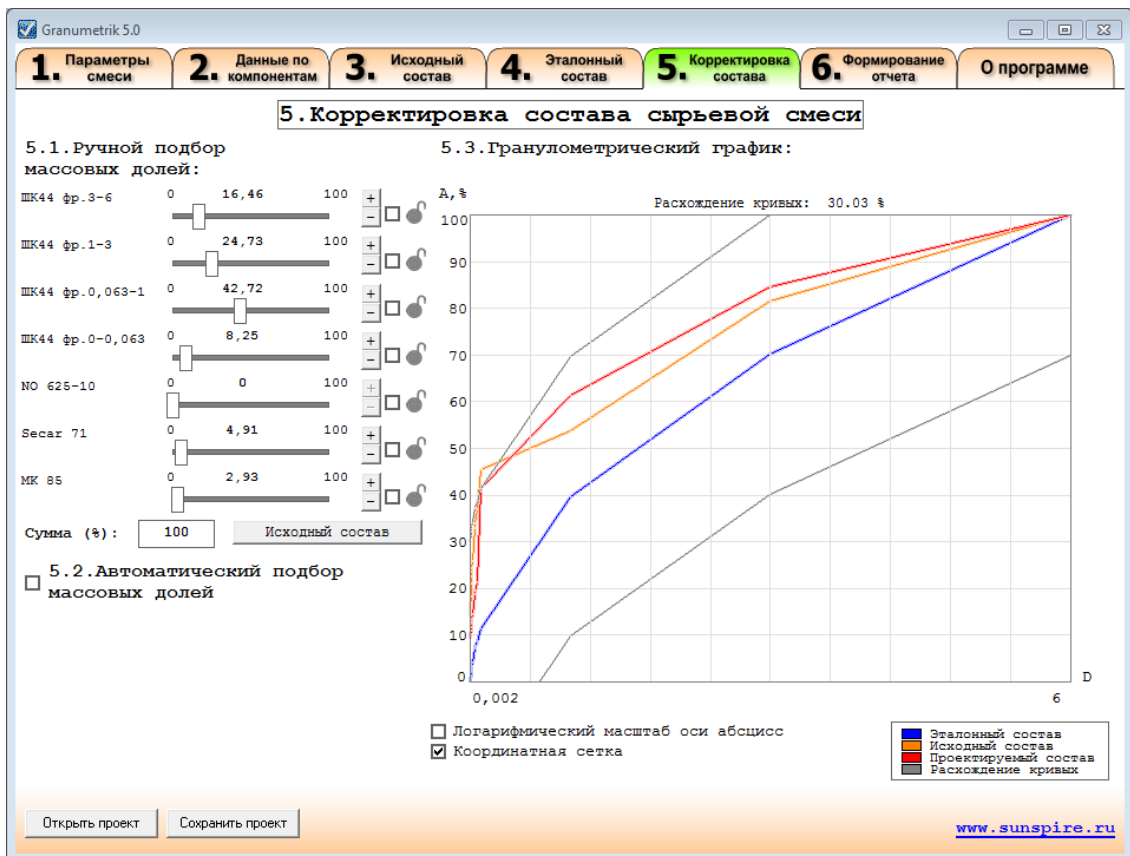 Granumetrik 5.0
1. Параметры смеси
2. Данные по компонентам
3. Исходный состав
4. Эталонный состав
5. Корректировка состава
6. Формирование отчета
О программе
5.Корректировка состава сырьевой смеси
5.1.Ручной подбор
массовых долей:
ШК44 фр.3-6 0 16,46 100 + -
ШК44 фр.1-3 0 24,73 100 + -
ШК44 фр.0,063-1 0 42,72 100 + -
ШК44 фр.0-0,063 0 8,25 100 + -
NO 625-10 0 0 100 + -
Secar 71 0 4,91 100 + -
МК 85 0 2,93 100 + -
Сумма (%): 100 Исходный состав
5.2.Автоматический подбор
массовых долей
5.3.Гранулометрический график:
A,%
Расхождение кривых: 30.03 %
100
90
80
70
60
50
40
30
20
10
0
D
0,002 6
Логарифмический масштаб оси абсцисс
Координатная сетка
Эталонный состав
Исходный состав
Проектируемый состав
Расхождение кривых
Открыть проект Сохранить проект
www.sunspire.ru